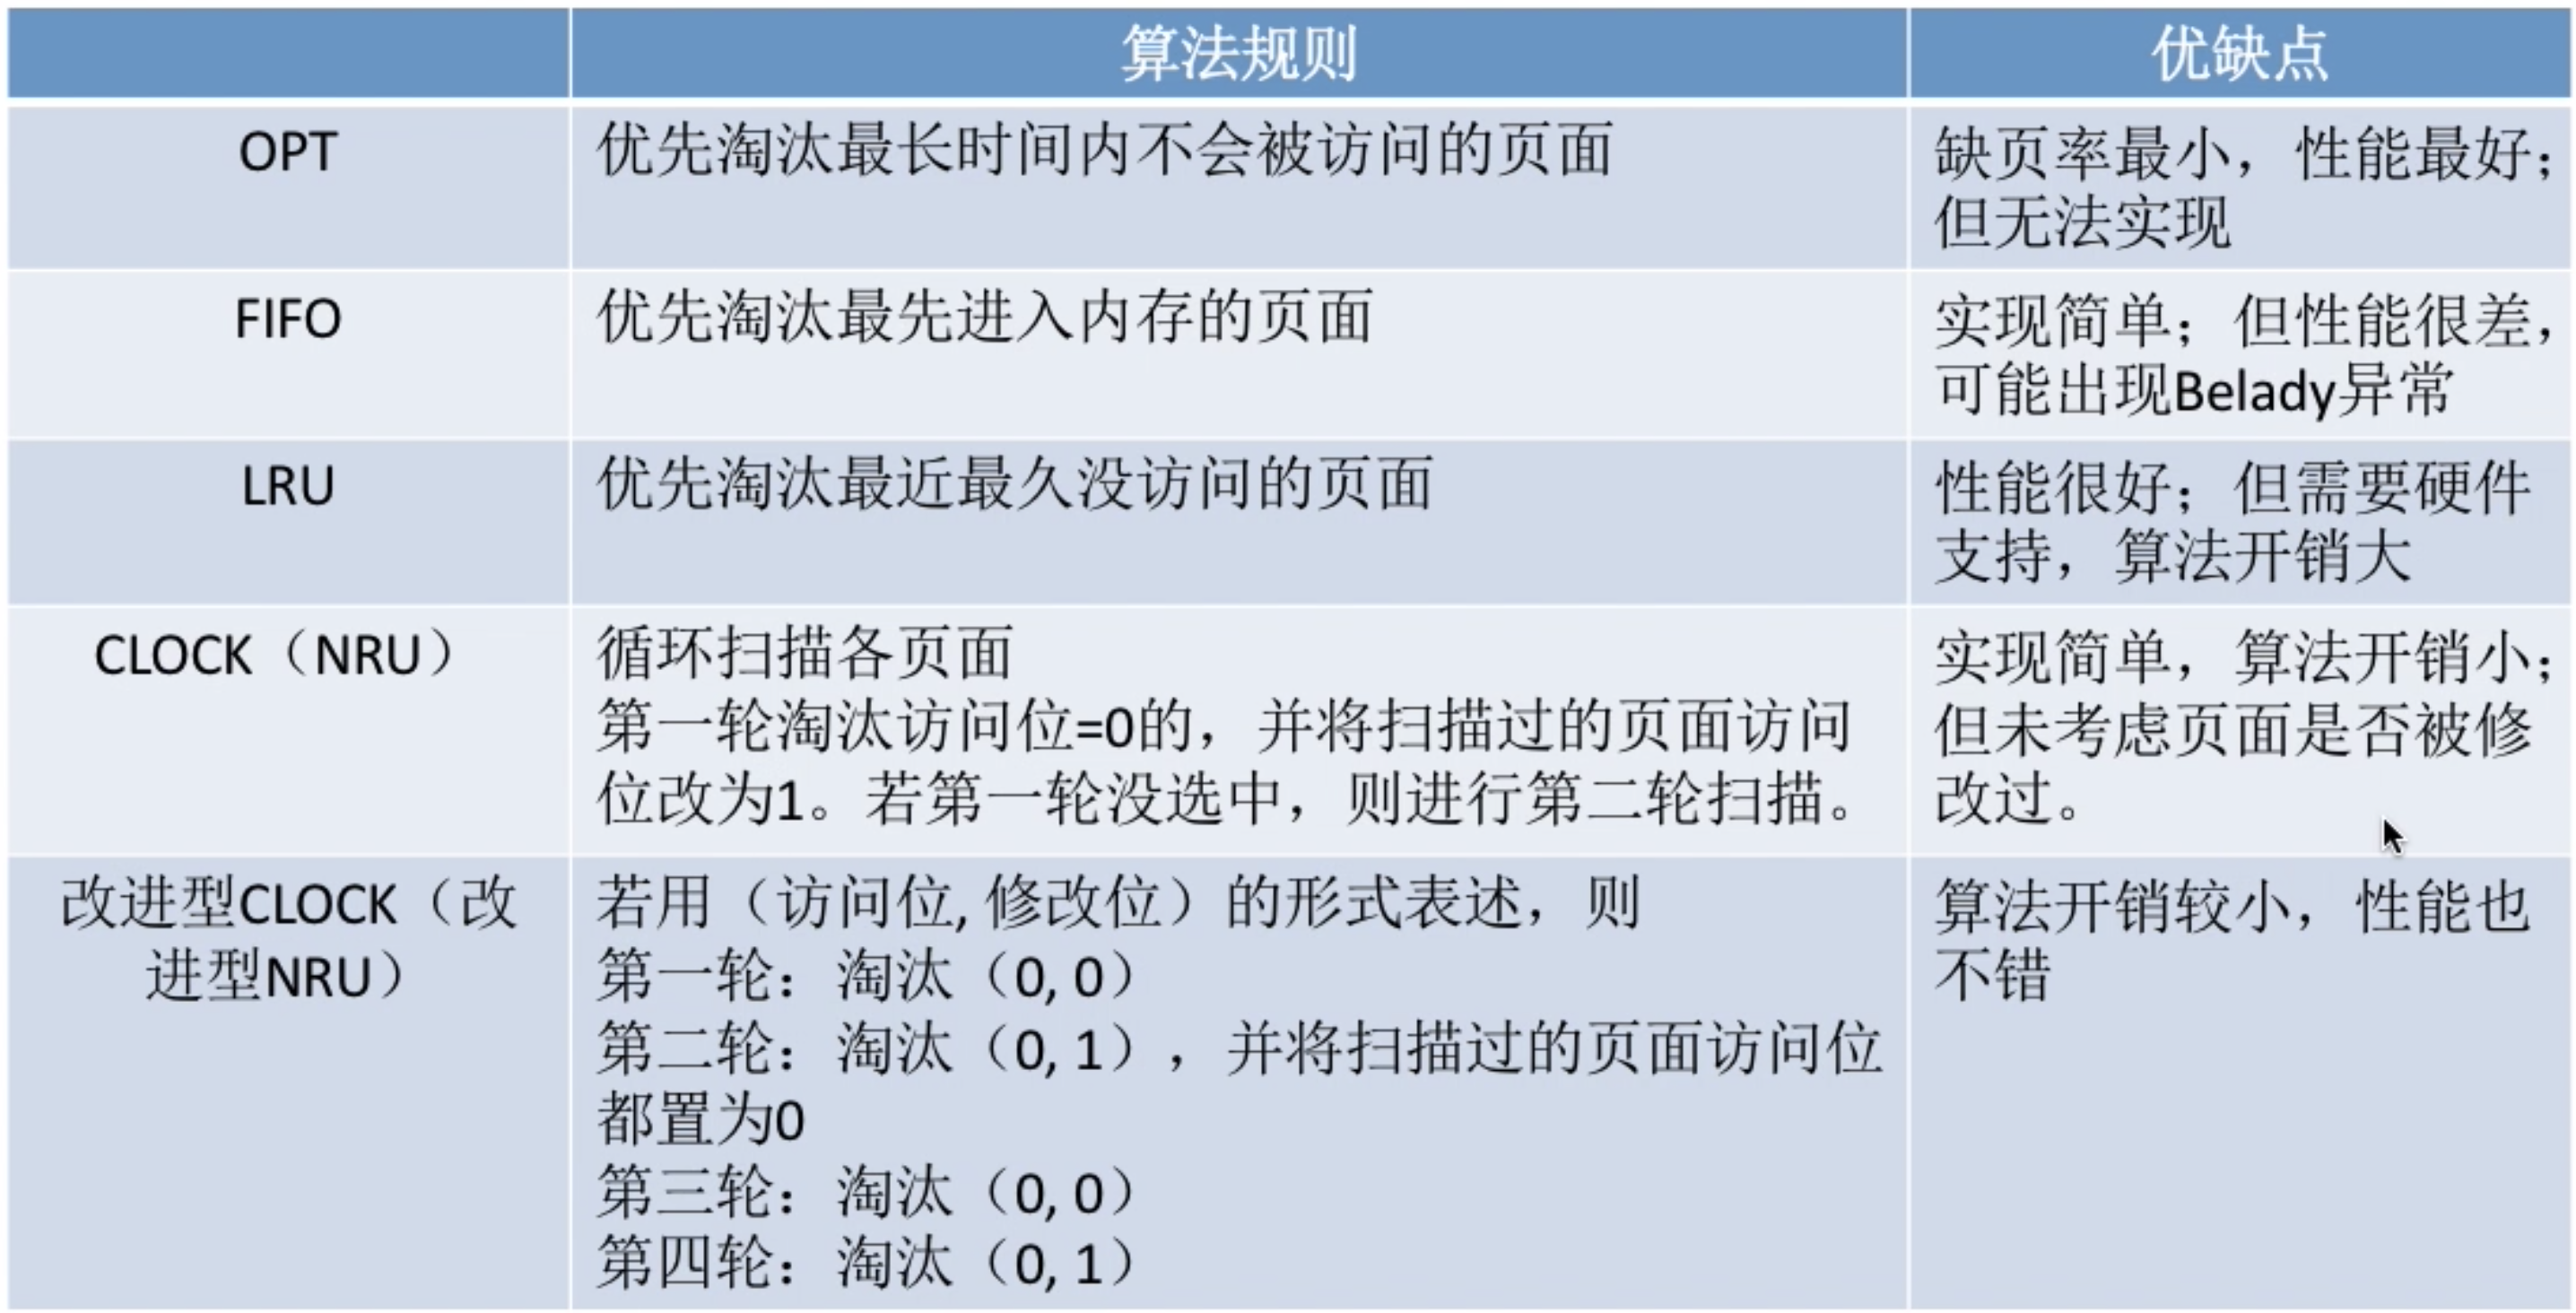 算法规则
优缺点
OPT
优先淘汰最长时间内不会被访问的页面
缺页率最小，性能最好；
但无法实现
FIFO
优先淘汰最先进入内存的页面
实现简单；但性能很差，
可能出现Belady异常
LRU
优先淘汰最近最久没访问的页面
性能很好；但需要硬件
支持，算法开销大
CLOCK（NRU）
循环扫描各页面
第一轮淘汰访问位=0的，并将扫描过的页面访问
位改为1。若第一轮没选中，则进行第二轮扫描。
实现简单，算法开销小；
但未考虑页面是否被修
改过。
改进型CLOCK（改
进型NRU）
若用（访问位, 修改位）的形式表述，则
第一轮：淘汰（0, 0）
第二轮：淘汰（0, 1），并将扫描过的页面访问位
都置为0
第三轮：淘汰（0, 0）
第四轮：淘汰（0, 1）
算法开销较小，性能也
不错